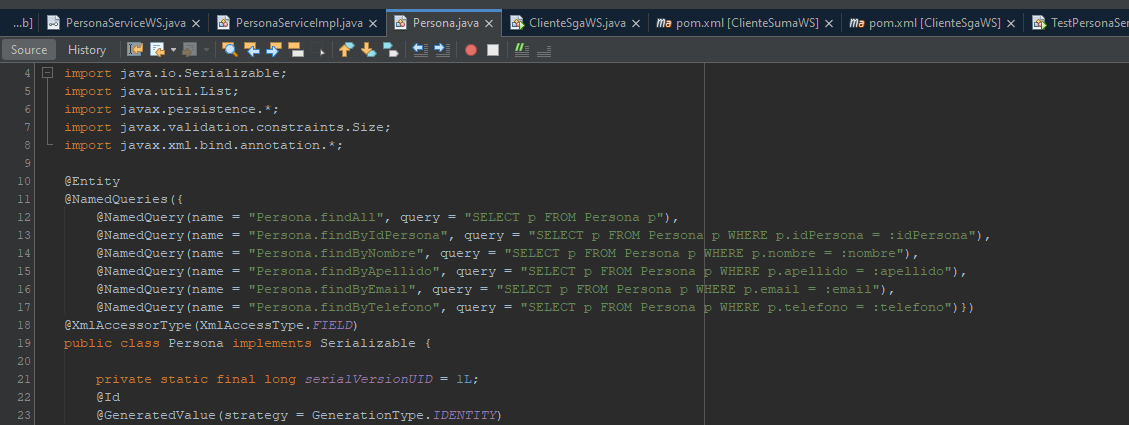 ...b] PersonaServiceWS.java PersonaServiceImpl.java Persona.java ClienteSgaWS.java pom.xml [ClienteSumaWS] pom.xml [ClienteSgaWS] TestPersonaSer
Source History
4 import java.io.Serializable;
5 import java.util.List;
6 import javax.persistence.*;
7 import javax.validation.constraints.Size;
8 import javax.xml.bind.annotation.*;
9
10 @Entity
11 @NamedQueries({
12 @NamedQuery(name = "Persona.findAll", query = "SELECT p FROM Persona p"),
13 @NamedQuery(name = "Persona.findByIdPersona", query = "SELECT p FROM Persona p WHERE p.idPersona = :idPersona"),
14 @NamedQuery(name = "Persona.findByNombre", query = "SELECT p FROM Persona p WHERE p.nombre = :nombre"),
15 @NamedQuery(name = "Persona.findByApellido", query = "SELECT p FROM Persona p WHERE p.apellido = :apellido"),
16 @NamedQuery(name = "Persona.findByEmail", query = "SELECT p FROM Persona p WHERE p.email = :email"),
17 @NamedQuery(name = "Persona.findByTelefono", query = "SELECT p FROM Persona p WHERE p.telefono = :telefono")})
18 @XmlAccessorType(XmlAccessType.FIELD)
19 public class Persona implements Serializable {
20
21 private static final long serialVersionUID = 1L;
22 @Id
23 @GeneratedValue(strategy = GenerationType.IDENTITY)